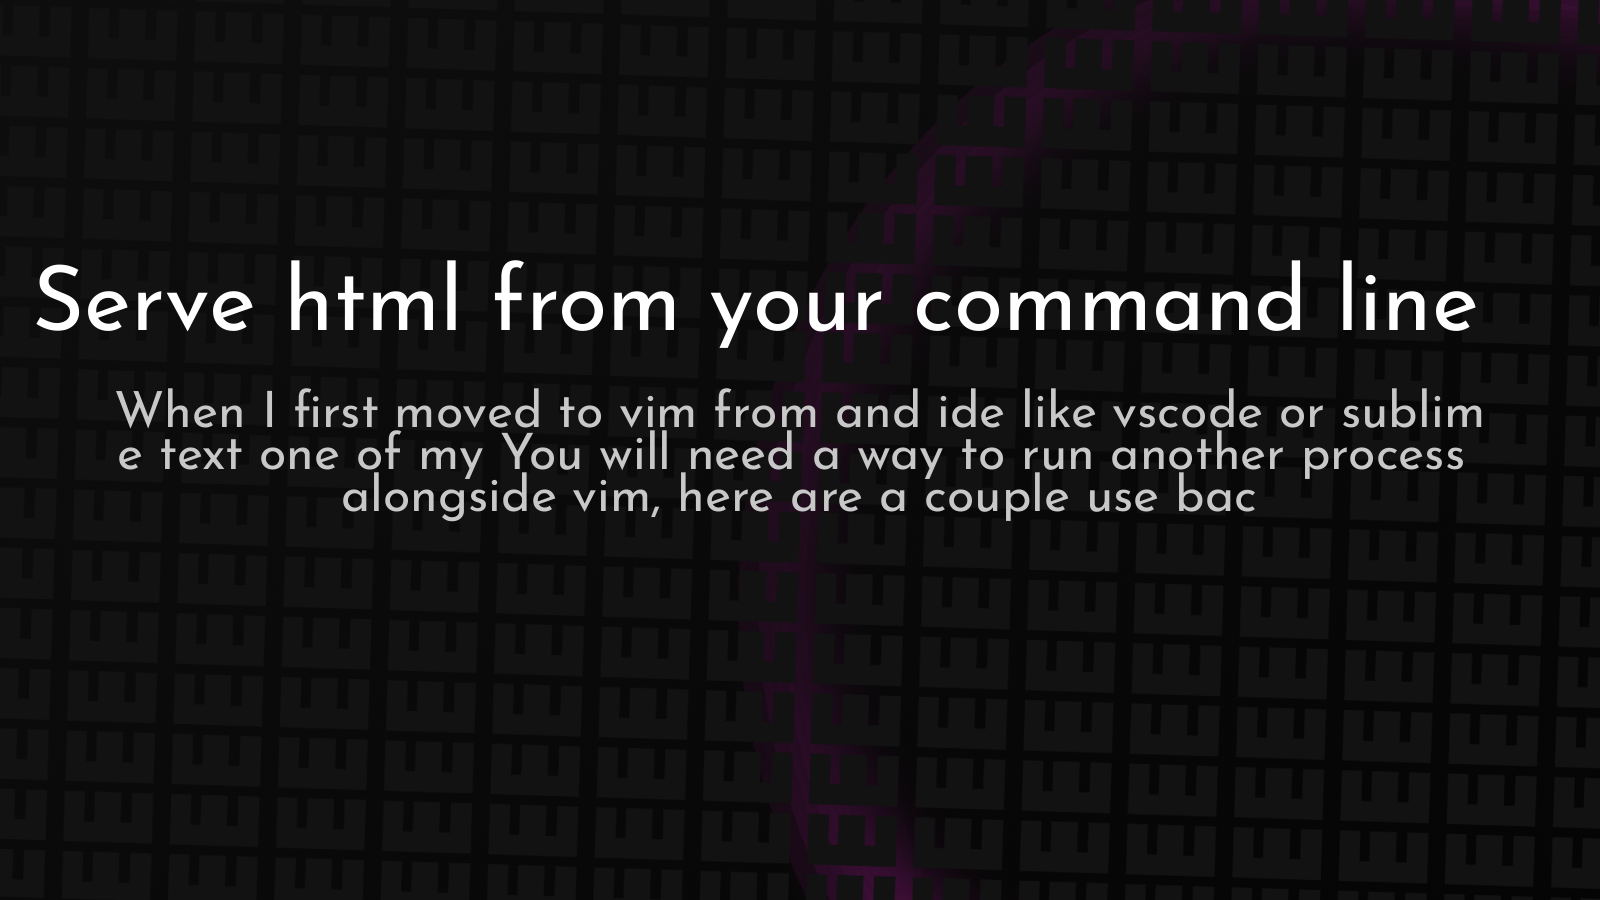 Serve html from your command line
When I first moved to vim from and ide like vscode or sublim
e text one of my You will need a way to run another process
alongside vim, here are a couple use bac